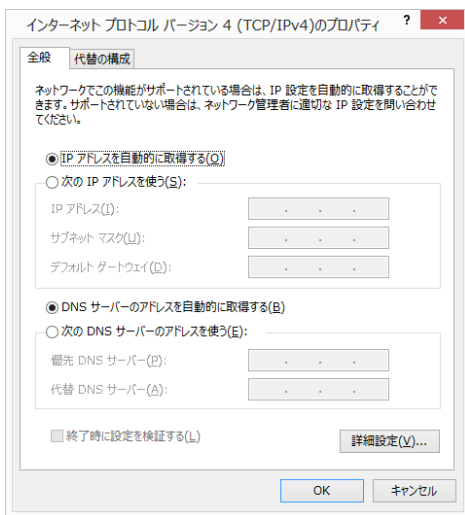 インターネット プロトコル バージョン 4 (TCP/IPv4)のプロパティ
?
×
全般
代替の構成
ネットワークでこの機能がサポートされている場合は、IP 設定を自動的に取得することがで
きます。サポートされていない場合は、ネットワーク管理者に適切な IP 設定を問い合わせ
てください。
IP アドレスを自動的に取得する(O)
次の IP アドレスを使う(S):
IP アドレス(I):
サブネット マスク(U):
デフォルト ゲートウェイ(D):
DNS サーバーのアドレスを自動的に取得する(B)
次の DNS サーバーのアドレスを使う(E):
優先 DNS サーバー(P):
代替 DNS サーバー(A):
終了時に設定を検証する(L)
詳細設定(V)...
OK
キャンセル